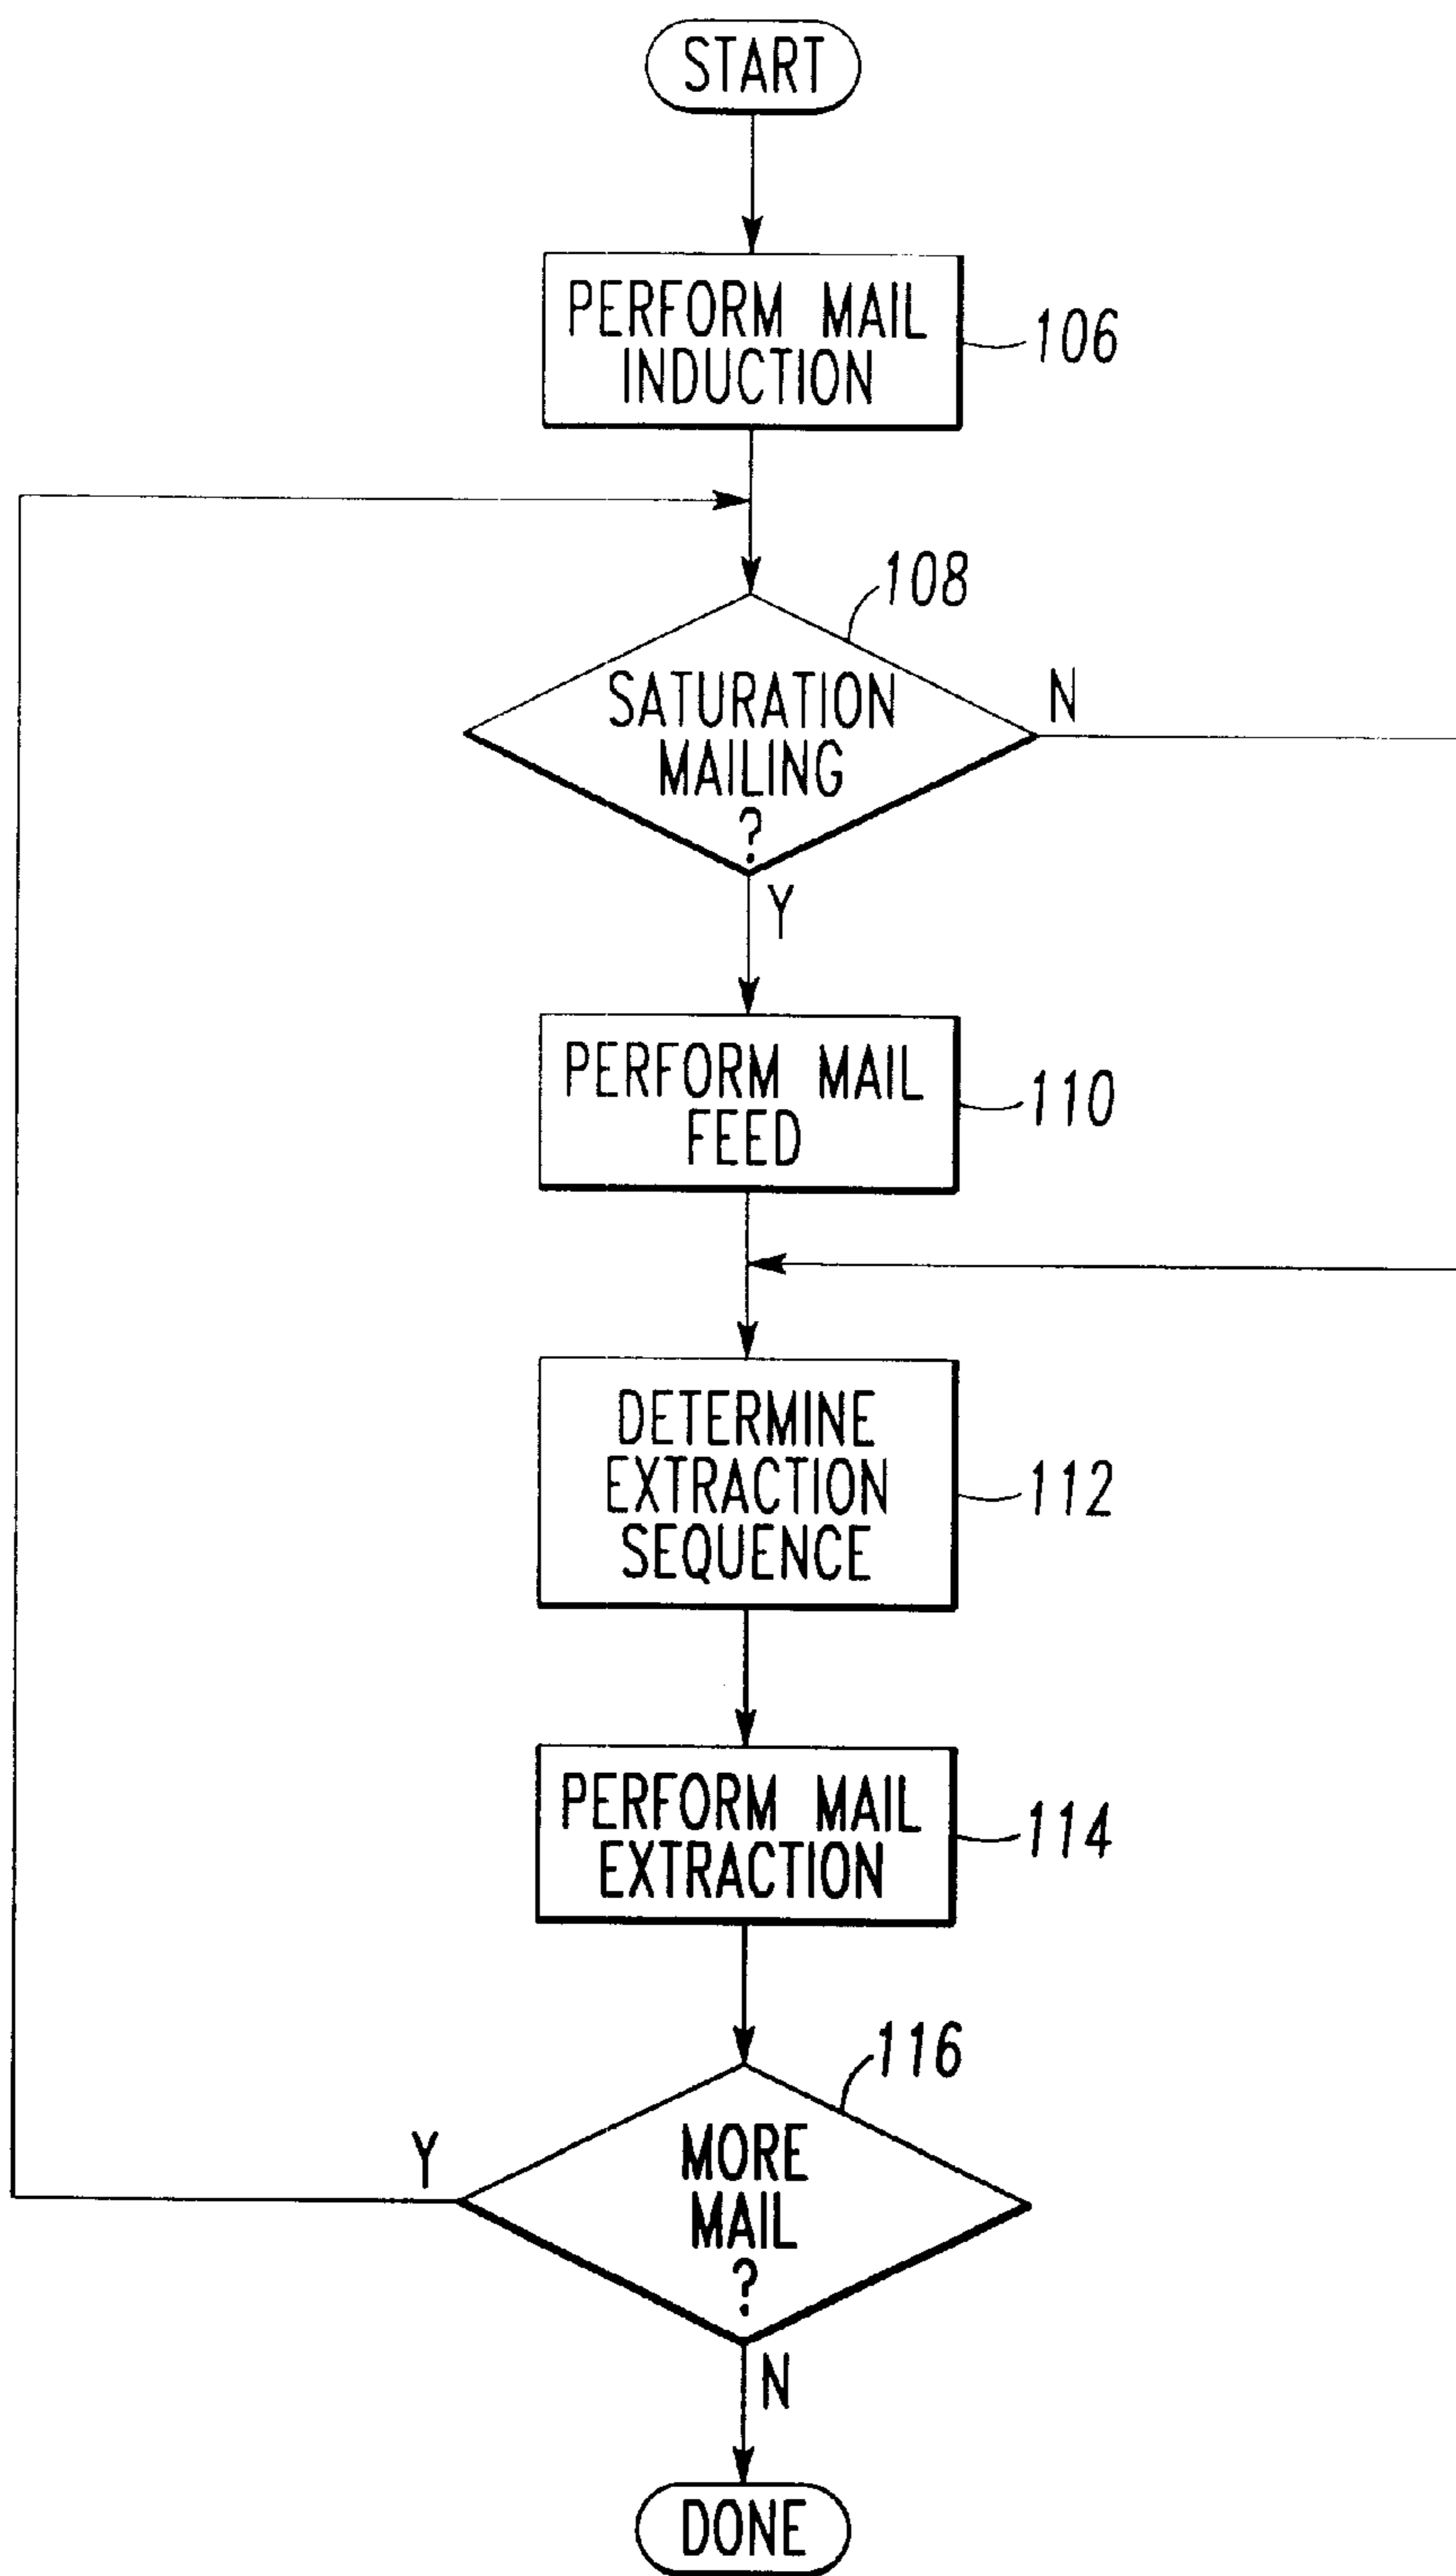 START
PERFORM MAIL
INDUCTION
106
108
SATURATION
MAILING
?
N
Y
PERFORM MAIL
FEED
110
DETERMINE
EXTRACTION
SEQUENCE
112
PERFORM MAIL
EXTRACTION
114
116
Y
MORE
MAIL
?
N
DONE